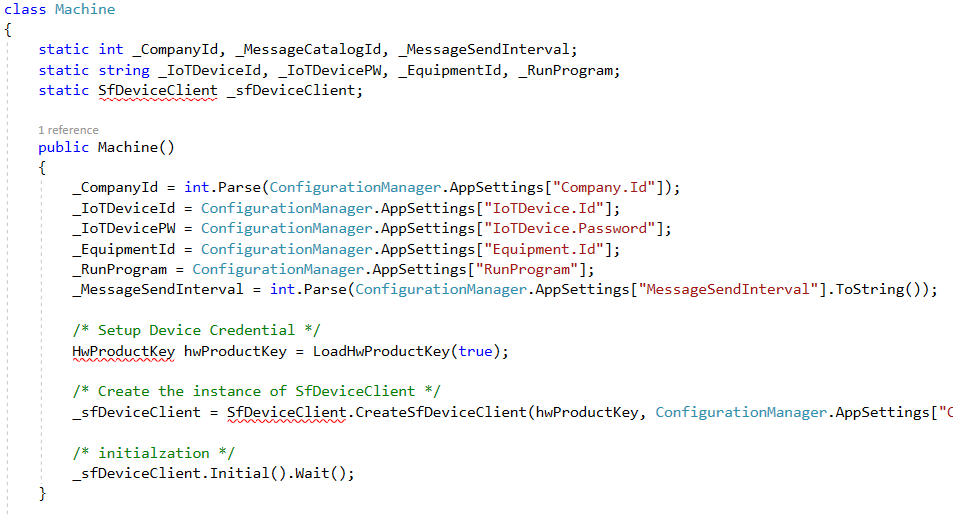 class Machine
{
static int _CompanyId, _MessageCatalogId, _MessageSendInterval;
static string _IoTDeviceId, _IoTDevicePW, _EquipmentId, _RunProgram;
static SfDeviceClient _sfDeviceClient;
1 reference
public Machine()
{
_CompanyId = int.Parse(ConfigurationManager.AppSettings["Company.Id"]);
_IoTDeviceId = ConfigurationManager.AppSettings["IoTDevice.Id"];
_IoTDevicePW = ConfigurationManager.AppSettings["IoTDevice.Password"];
_EquipmentId = ConfigurationManager.AppSettings["Equipment.Id"];
_RunProgram = ConfigurationManager.AppSettings["RunProgram"];
_MessageSendInterval = int.Parse(ConfigurationManager.AppSettings["MessageSendInterval"].ToString());
/* Setup Device Credential */
HwProductKey hwProductKey = LoadHwProductKey(true);
/* Create the instance of SfDeviceClient */
_sfDeviceClient = SfDeviceClient.CreateSfDeviceClient(hwProductKey, ConfigurationManager.AppSettings["
/* initialzation */
_sfDeviceClient.Initial().Wait();
}